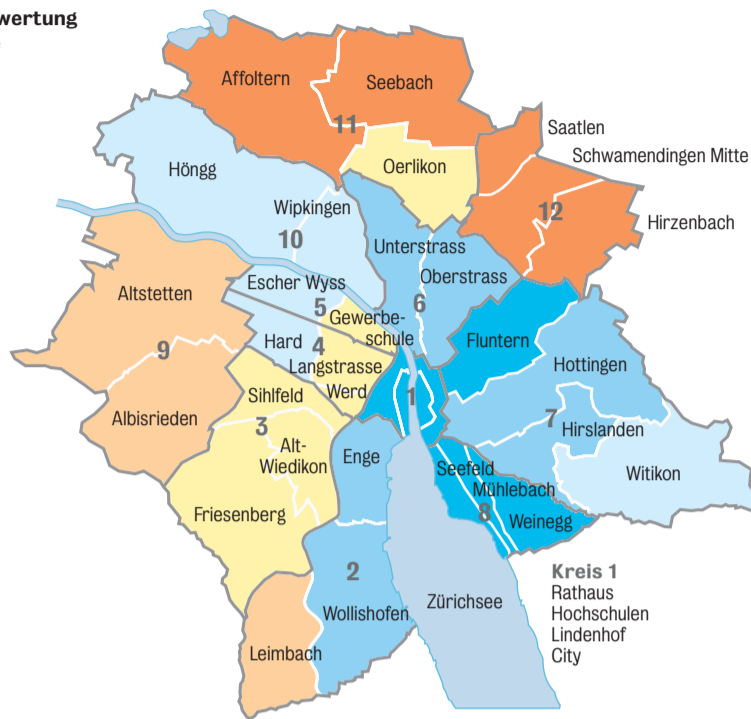 wertung
Affoltern
Seebach
11
Oerlikon
Saatlen
Schwamendingen Mitte
12
Hirzenbach
Höngg
Wipkingen
10
Unterstrass
Oberstrass
6
Altstetten
9
Albisrieden
Escher Wyss
5
Gewerbe-
schule
Hard
4
Langstrasse
Werd
Fluntern
Hottingen
7
Hirslanden
Witikon
1
Sihlfeld
3
Alt-
Wiedikon
Friesenberg
Enge
2
Wollishofen
Leimbach
Seefeld
Mühlebach
8
Weinegg
Zürichsee
Kreis 1
Rathaus
Hochschulen
Lindenhof
City